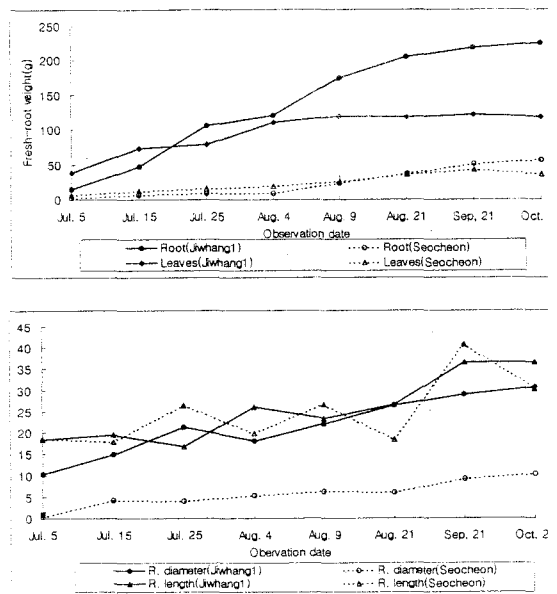 250
200
150
100
50
0
Fresh-root weight(g)
Jul. 5 Jul. 15 Jul. 25 Aug. 4 Aug. 9 Aug. 21 Sep, 21 Oct.
Observation date
Root(Jiwhang1) Root(Seocheon)
Leaves(Jiwhang1) Leaves(Seocheon)
45
40
35
30
25
20
15
10
5
0
Jul. 5 Jul. 15 Jul. 25 Aug. 4 Aug. 9 Aug. 21 Sep, 21 Oct. 2
Obervation date
R. diameter(Jiwhang1) R. diameter(Seocheon)
R. length(Jiwhang1) R. length(Seocheon)